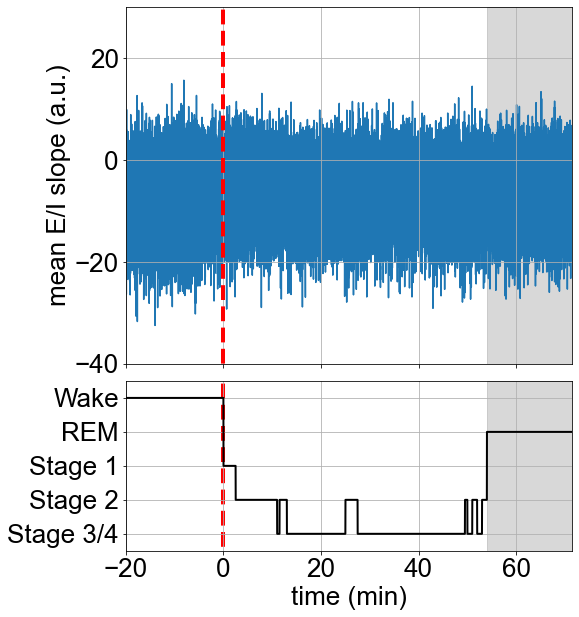 mean E/I slope (a.u.)
20
0
−20
−40
Wake
REM
Stage 1
Stage 2
Stage 3/4
−20 0 20 40 60
time (min)